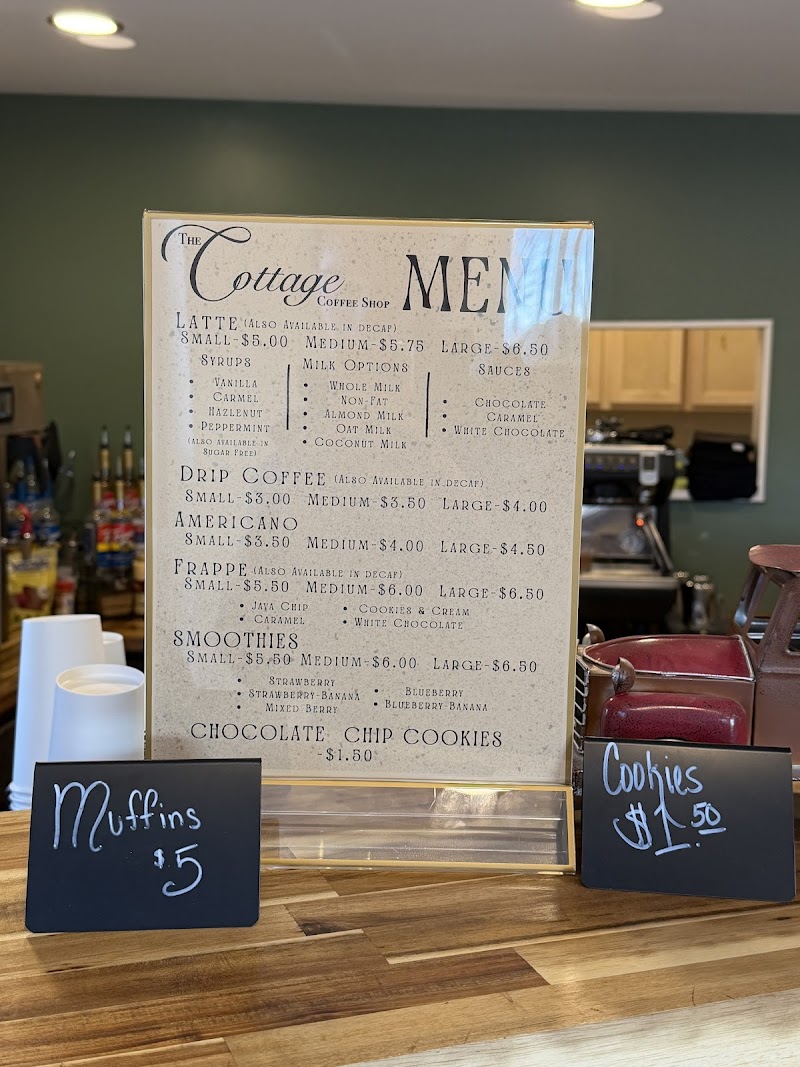 The Cottage Coffee Shop MENU
Latte (Also Available in decaf)
Small-$5.00 Medium-$5.75 Large-$6.50
Syrups
• Vanilla
• Carmel
• Hazlenut
• Peppermint
(also available in
Sugar Free)
Milk Options
• Whole Milk
• Non-Fat
• Almond Milk
• Oat Milk
• Coconut Milk
Sauces
• Chocolate
• Caramel
• White Chocolate
Drip Coffee (Also Available in decaf)
Small-$3.00 Medium-$3.50 Large-$4.00
Americano
Small-$3.50 Medium-$4.00 Large-$4.50
Frappe (Also Available in decaf)
Small-$5.50 Medium-$6.00 Large-$6.50
• Java Chip
• Caramel
• Cookies & Cream
• White Chocolate
SMOOTHIES
Small-$5.50 Medium-$6.00 Large-$6.50
• Strawberry
• Strawberry-Banana
• Mixed Berry
• Blueberry
• Blueberry-Banana
CHOCOLATE CHIP COOKIES
-$1.50
Muffins
$5
Cookies
$1.50